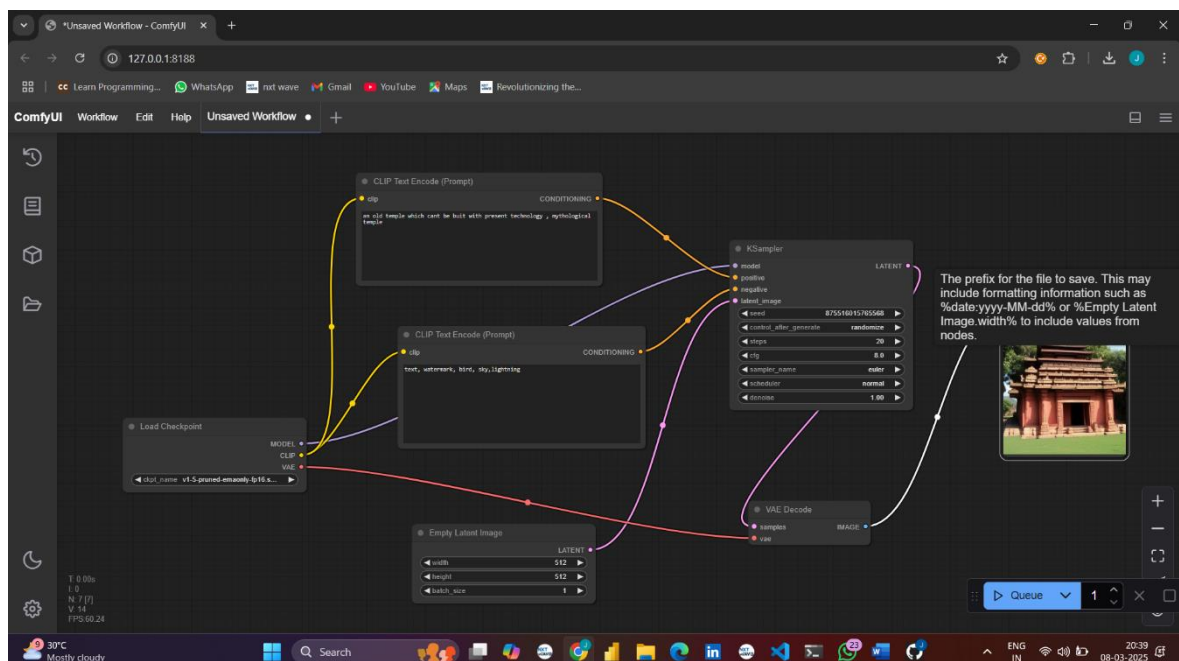 *Unsaved Workflow - ComfyUI
127.0.0.1:8188
J
CC Learn Programming...
WhatsApp
nxt wave
Gmail
YouTube
Maps
Revolutionizing the...
ComfyUI Workflow Edit Help Unsaved Workflow
CLIP Text Encode (Prompt)
clip CONDITIONING
an old temple which cant be buit with present technology , mythological
temple
CLIP Text Encode (Prompt)
clip CONDITIONING
text, watermark, bird, sky,lightning
Load Checkpoint
MODEL
CLIP
VAE
ckpt_name v1-5-pruned-emaonly-fp16.s...
Empty Latent Image
LATENT
width 512
height 512
batch_size 1
KSampler
model LATENT
positive
negative
latent_image
seed 87551601576556​8
control_after_generate randomize
steps 20
cfg 8.0
sampler_name euler
scheduler normal
denoise 1.00
VAE Decode
samples IMAGE
vae
The prefix for the file to save. This may
include formatting information such as
%date:yyyy-MM-dd% or %Empty Latent
Image.width% to include values from
nodes.
T: 0.00s
I: 0
N: 7 [7]
V: 14
FPS:60.24
Queue 1
9
30°C
Mostly cloudy
Search
23
ENG
IN
20:39
08-03-2025